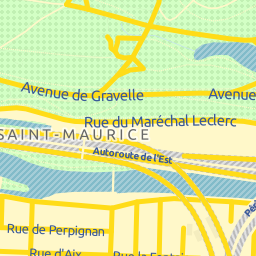 Avenue de Gravelle
Avenue
Rue du Maréchal Leclerc
SAINT-MAURICE
Autoroute de l'Est
Rue de Perpignan
Rue d'Aix